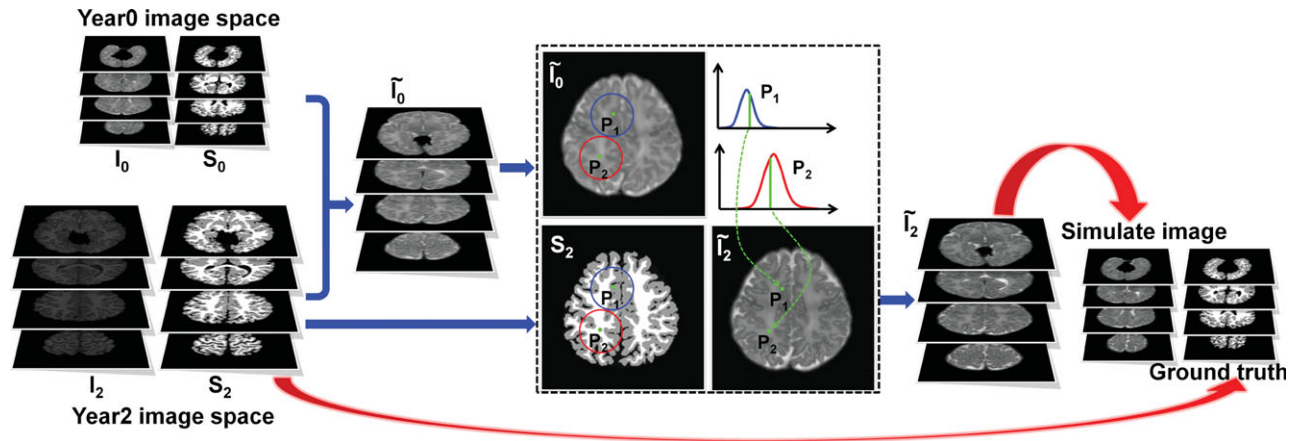 Year0 image space
I0
S0
I2
S2
Year2 image space
Ĩ0
Ĩ0
P1
P2
P1
P2
S2
P1
P2
Ĩ2
P1
P2
Ĩ2
Simulate image
Ground truth